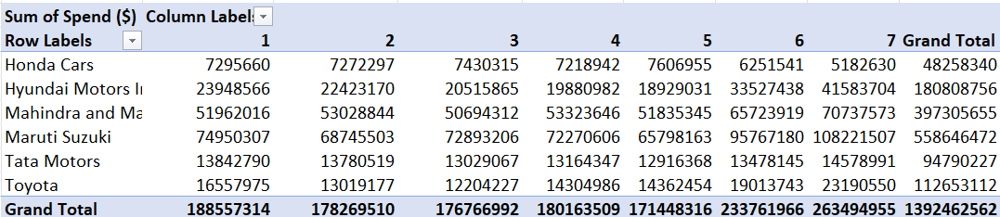 Sum of Spend ($) Column Labels
Row Labels 1 2 3 4 5 6 7 Grand Total
Honda Cars 7295660 7272297 7430315 7218942 7606955 6251541 5182630 48258340
Hyundai Motors I 23948566 22423170 20515865 19880982 18929031 33527438 41583704 180808756
Mahindra and Ma 51962016 53028844 50694312 53323646 51835345 65723919 70737573 397305655
Maruti Suzuki 74950307 68745503 72893206 72270606 65798163 95767180 108221507 558646472
Tata Motors 13842790 13780519 13029067 13164347 12916368 13478145 14578991 94790227
Toyota 16557975 13019177 12204227 14304986 14362454 19013743 23190550 112653112
Grand Total 188557314 178269510 176766992 180163509 171448316 233761966 263494955 1392462562